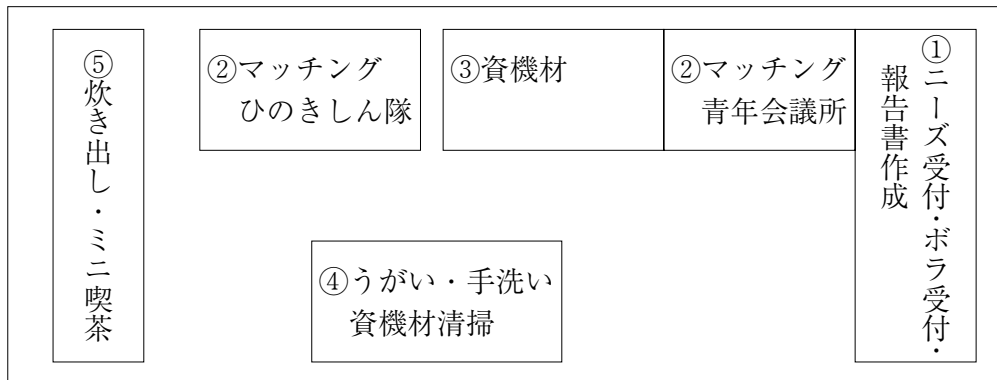 ①ニーズ受付・ボラ受付・
報告書作成
②マッチング
青年会議所
③資機材
②マッチング
ひのきしん隊
④うがい・手洗い
資機材清掃
⑤炊き出し・ミニ喫茶